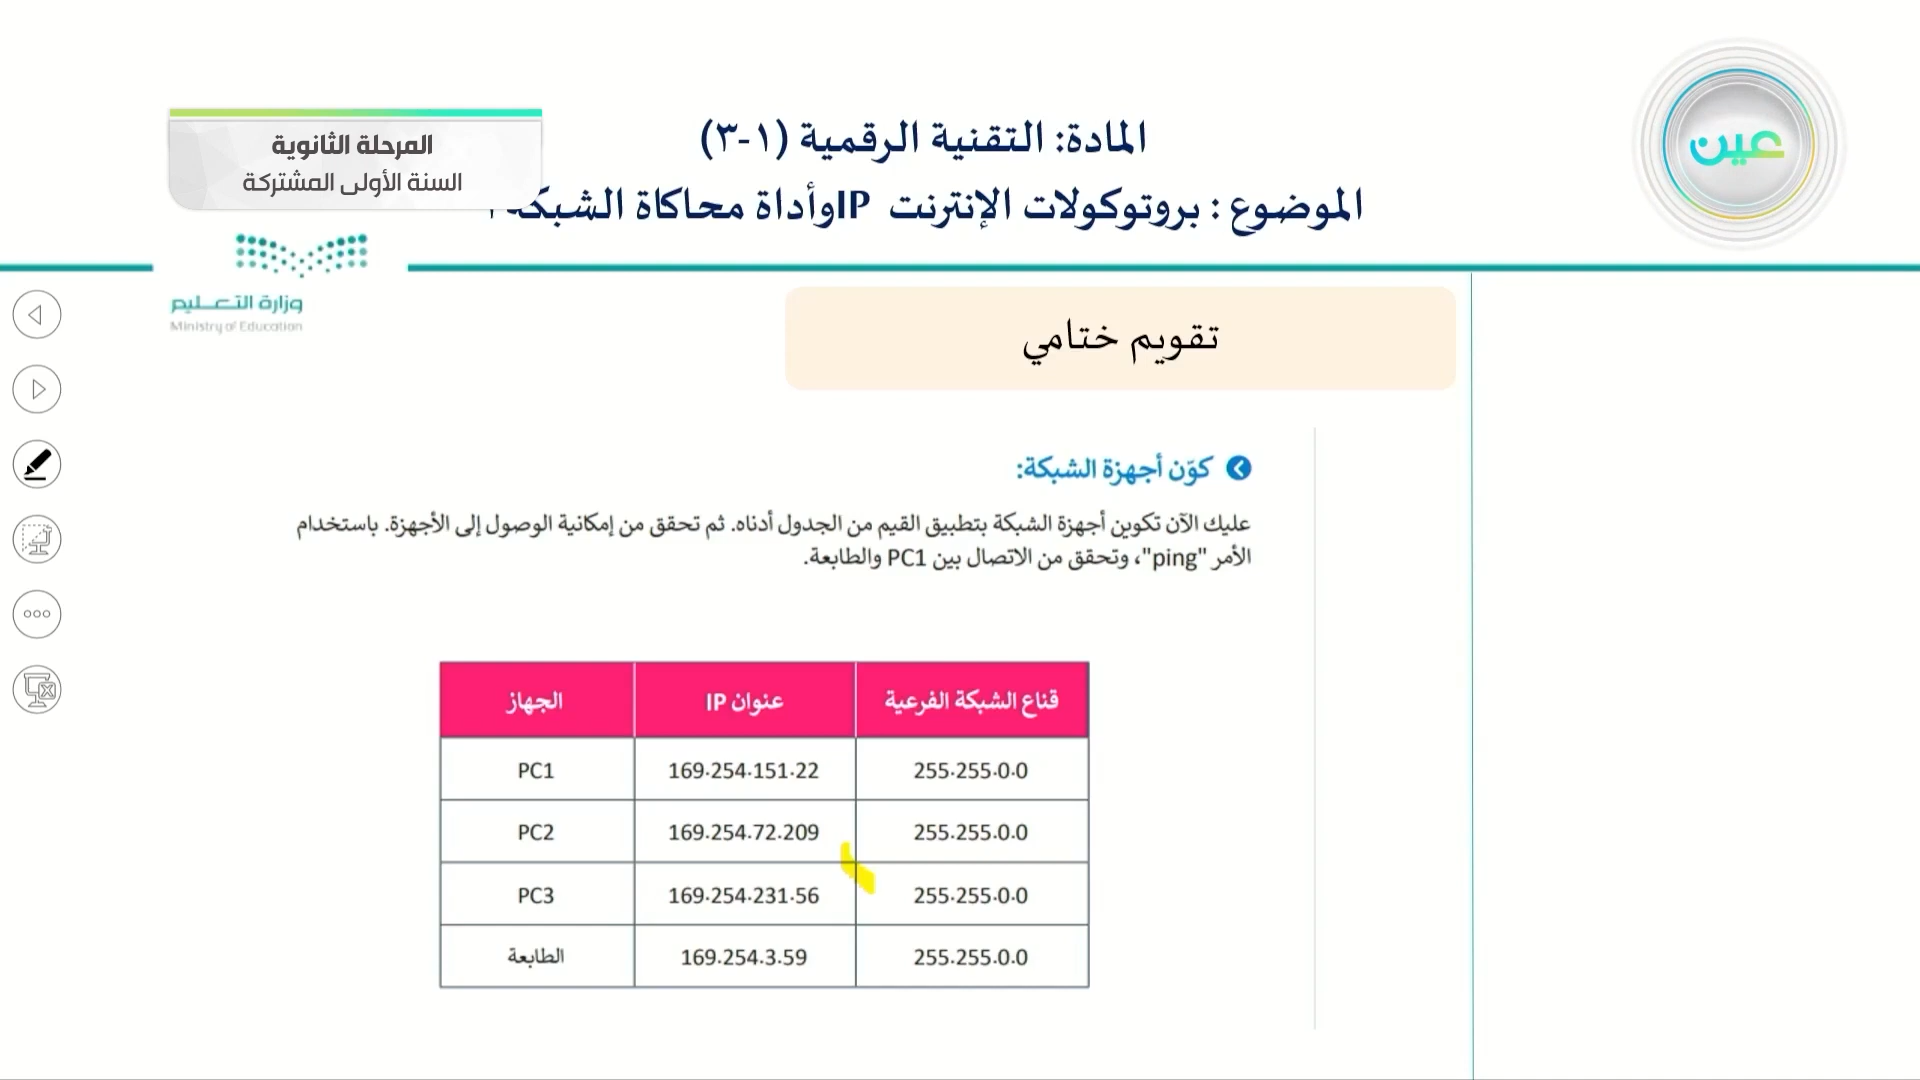 المادة: التقنية الرقمية (١-٣)
عين
المرحلة الثانوية
السنة الأولى المشتركة
الموضوع : بروتوكولات الإنترنت IP وأداة محاكاة الشبكة
وزارة التعليم
Ministry of Education
تقويم ختامي
كوّن أجهزة الشبكة:
عليك الآن تكوين أجهزة الشبكة بتطبيق القيم من الجدول أدناه. ثم تحقق من إمكانية الوصول إلى الأجهزة. باستخدام
الأمر "ping"، وتحقق من الاتصال بين PC1 والطابعة.
الجهاز عنوان IP قناع الشبكة الفرعية
PC1 169.254.151.22 255.255.0.0
PC2 169.254.72.209 255.255.0.0
PC3 169.254.231.56 255.255.0.0
الطابعة 169.254.3.59 255.255.0.0